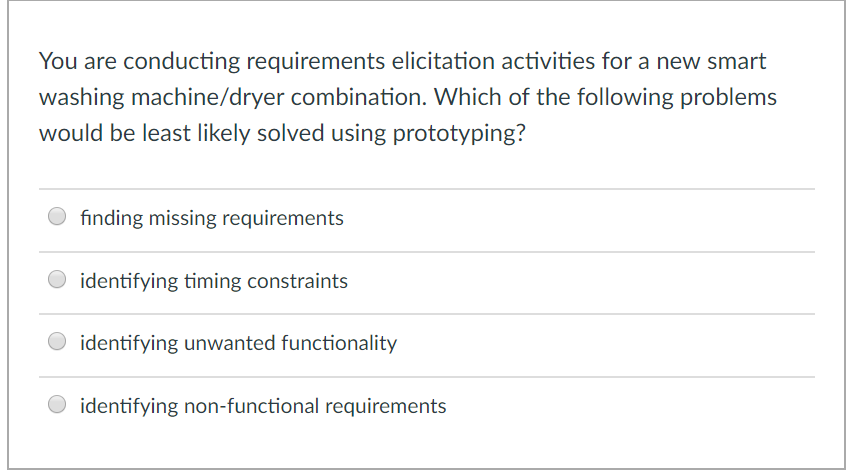 You are conducting requirements elicitation activities for a new smart
washing machine/dryer combination. Which of the following problems
would be least likely solved using prototyping?
finding missing requirements
identifying timing constraints
identifying unwanted functionality
identifying non-functional requirements